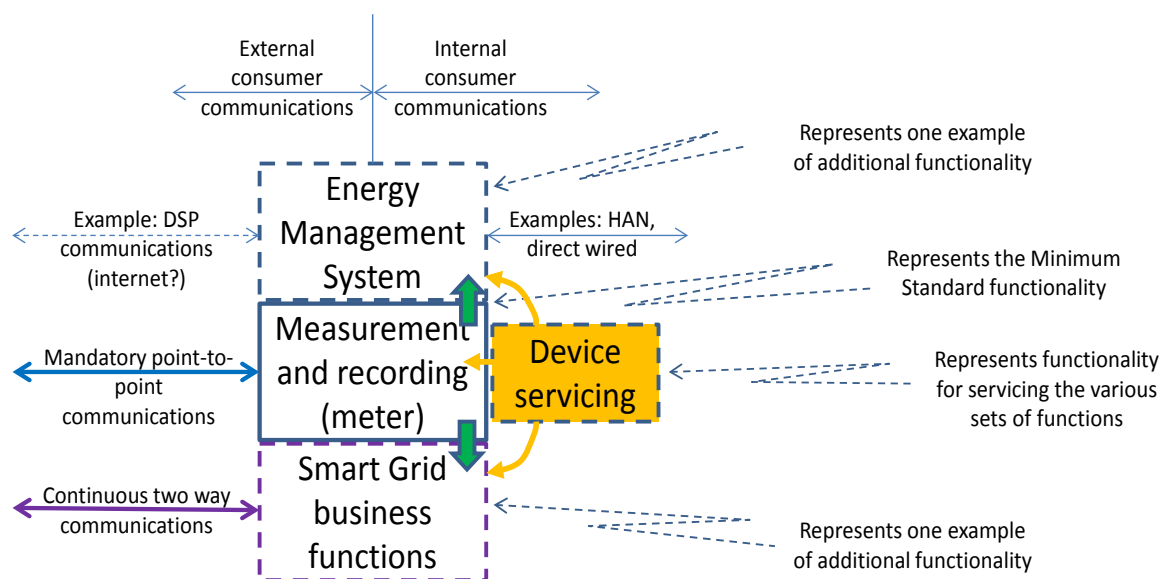 External
consumer
communications
Internal
consumer
communications
Represents one example
of additional functionality
Energy
Management
System
Example: DSP
communications
(internet?)
Examples: HAN,
direct wired
Represents the Minimum
Standard functionality
Measurement
and recording
(meter)
Device
servicing
Mandatory point-to-
point
communications
Represents functionality
for servicing the various
sets of functions
Smart Grid
business
functions
Continuous two way
communications
Represents one example
of additional functionality